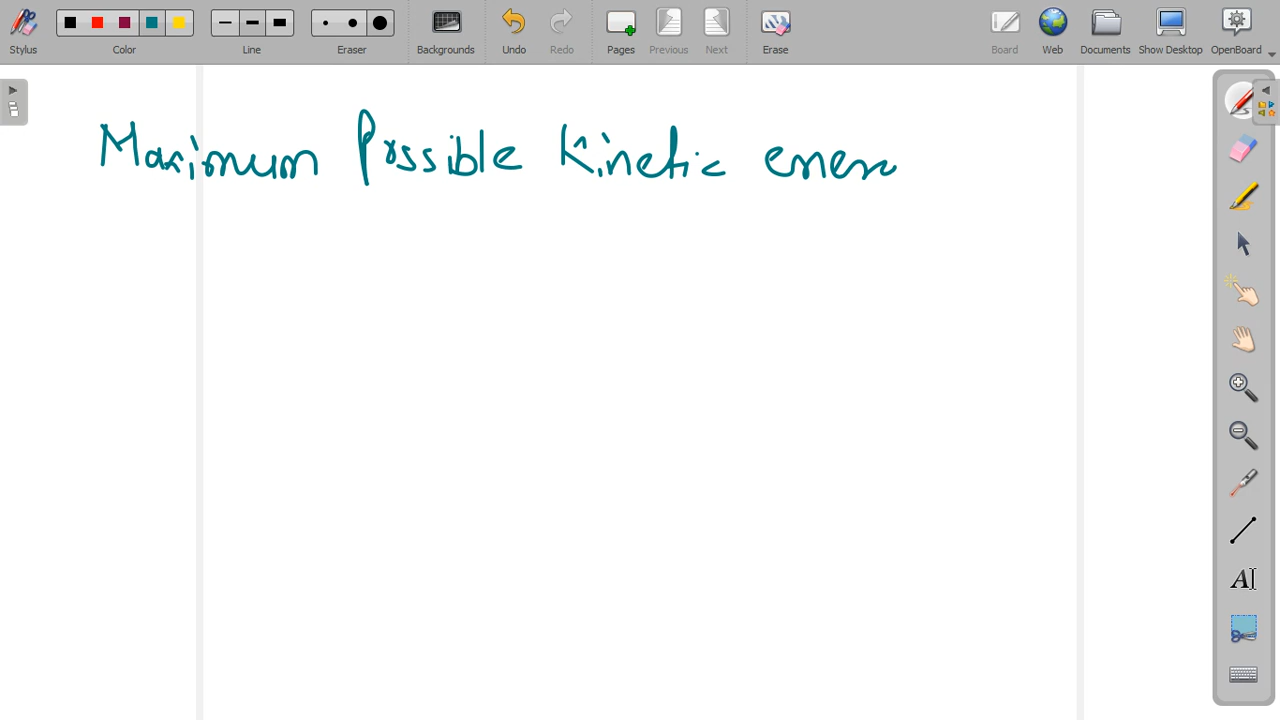 Stylus Color Line Eraser Backgrounds Undo Redo Pages Previous Next Erase Board Web Documents Show Desktop OpenBoard
Maximum Possible Kinetic ener
A